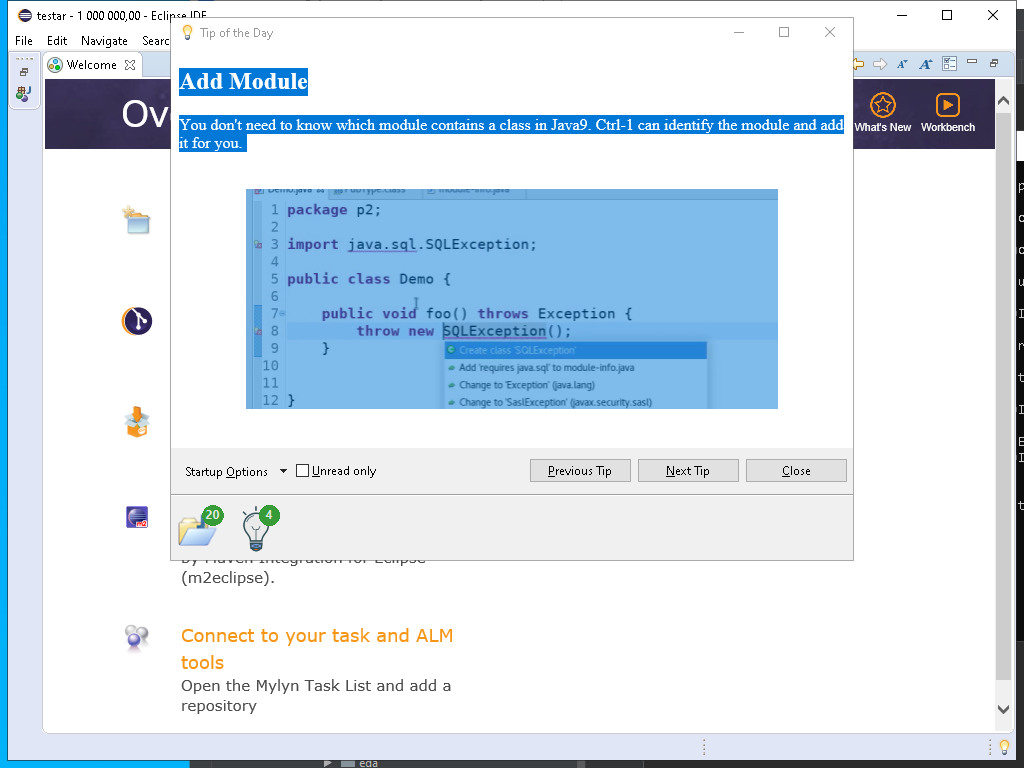 testar - 1 000 000,00 - Eclipse IDE
File Edit Navigate Searc
Tip of the Day
Welcome
Add Module
What's New
Workbench
You don't need to know which module contains a class in Java9. Ctrl-1 can identify the module and add
it for you.
Demo.java PubType.class module-info.java
1 package p2;
2
3 import java.sql.SQLException;
4
5 public class Demo {
6
7 public void foo() throws Exception {
8 throw new SQLException();
9 }
10
11
12 }
Create class 'SQLException'
Add 'requires java.sql' to module-info.java
Change to 'Exception' (java.lang)
Change to 'SaslException' (javax.security.sasl)
Startup Options
Unread only
Previous Tip
Next Tip
Close
20
4
by Maven Integration for Eclipse
(m2eclipse).
Connect to your task and ALM
tools
Open the Mylyn Task List and add a
repository
eda